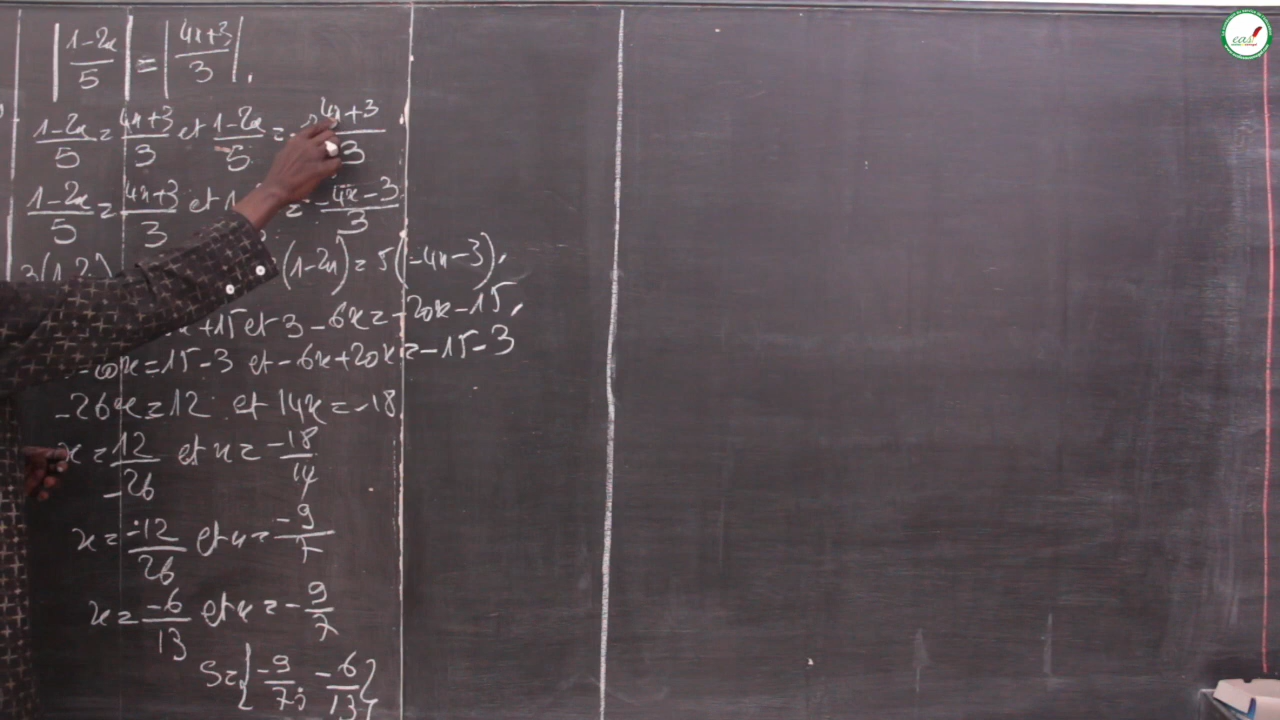 |1-2x/5| = |4x+3/3|.
1-2x/5 = 4x+3/3 et 1-2x/5 = - 4x+3/3
1-2x/5 = 4x+3/3 et 1 = -4x-3/3
3(1-2 (1-2x) = 5(-4x-3).
x+15 et 3-6x = -20x-15.
-20x = 15-3 et -6x+20x = -15-3
-26x = 12 et 14x = -18
x = 12/-26 et x = -18/14
x = -12/26 et x = -9/7
x = -6/13 et x = -9/7
S = {-9/7; -6/13}
eas!